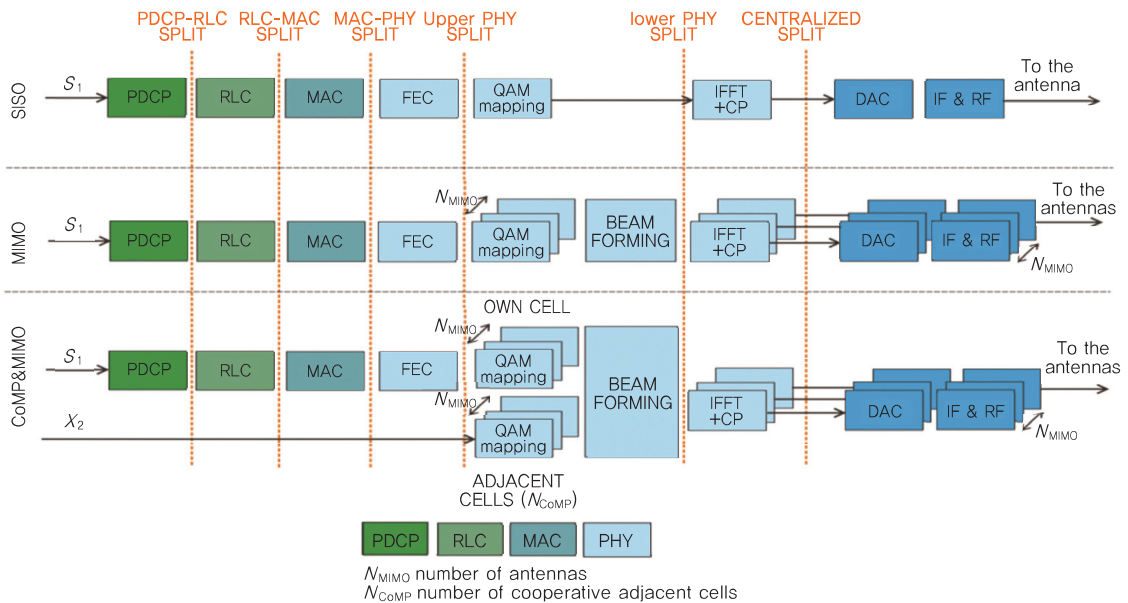 PDCP-RLC SPLIT
RLC-MAC SPLIT
MAC-PHY SPLIT
Upper PHY SPLIT
lower PHY SPLIT
CENTRALIZED SPLIT
SISO
S1
PDCP
RLC
MAC
FEC
QAM mapping
IFFT +CP
DAC
IF & RF
To the antenna
MIMO
S1
PDCP
RLC
MAC
FEC
NMIMO
QAM mapping
BEAM FORMING
IFFT +CP
DAC
IF & RF
To the antennas
NMIMO
CoMP&MIMO
S1
PDCP
RLC
MAC
FEC
OWN CELL
NMIMO
QAM mapping
X2
NMIMO
QAM mapping
BEAM FORMING
IFFT +CP
DAC
IF & RF
To the antennas
NMIMO
ADJACENT
CELLS (NCoMP)
PDCP
RLC
MAC
PHY
NMIMO number of antennas
NCoMP number of cooperative adjacent cells